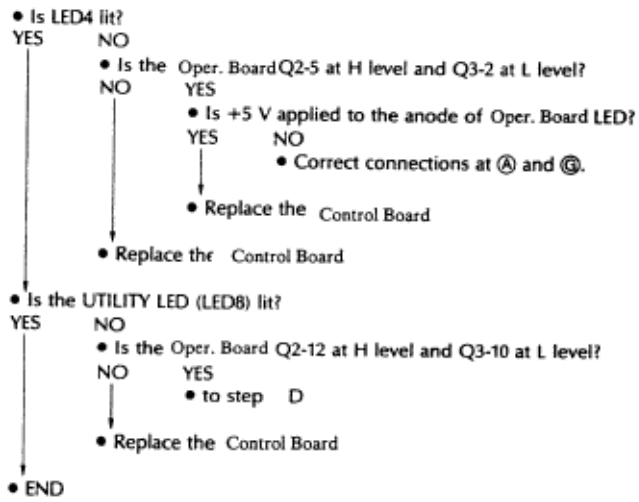 • Is LED4 lit?
YES NO
• Is the Oper. Board Q2-5 at H level and Q3-2 at L level?
NO YES
• Is +5 V applied to the anode of Oper. Board LED?
YES NO
• Correct connections at Ⓐ and Ⓖ.
• Replace the Control Board
• Replace the Control Board
• Is the UTILITY LED (LED8) lit?
YES NO
• Is the Oper. Board Q2-12 at H level and Q3-10 at L level?
NO YES
• to step D
• Replace the Control Board
• END